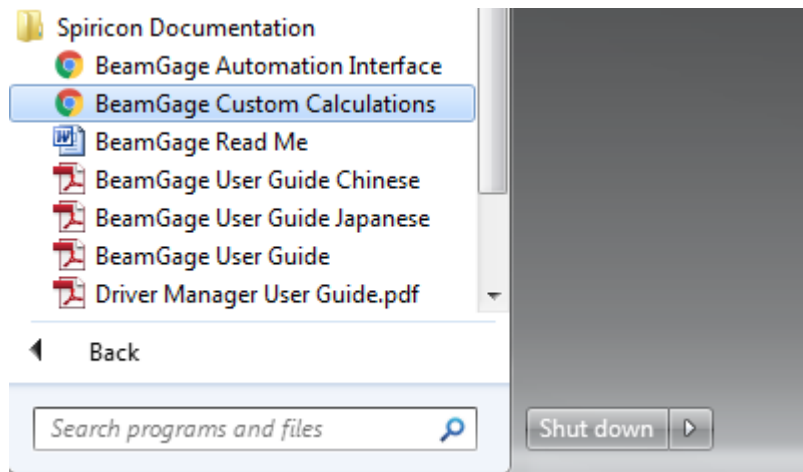 Spiricon Documentation
BeamGage Automation Interface
BeamGage Custom Calculations
BeamGage Read Me
BeamGage User Guide Chinese
BeamGage User Guide Japanese
BeamGage User Guide
Driver Manager User Guide.pdf
Back
Search programs and files
Shut down